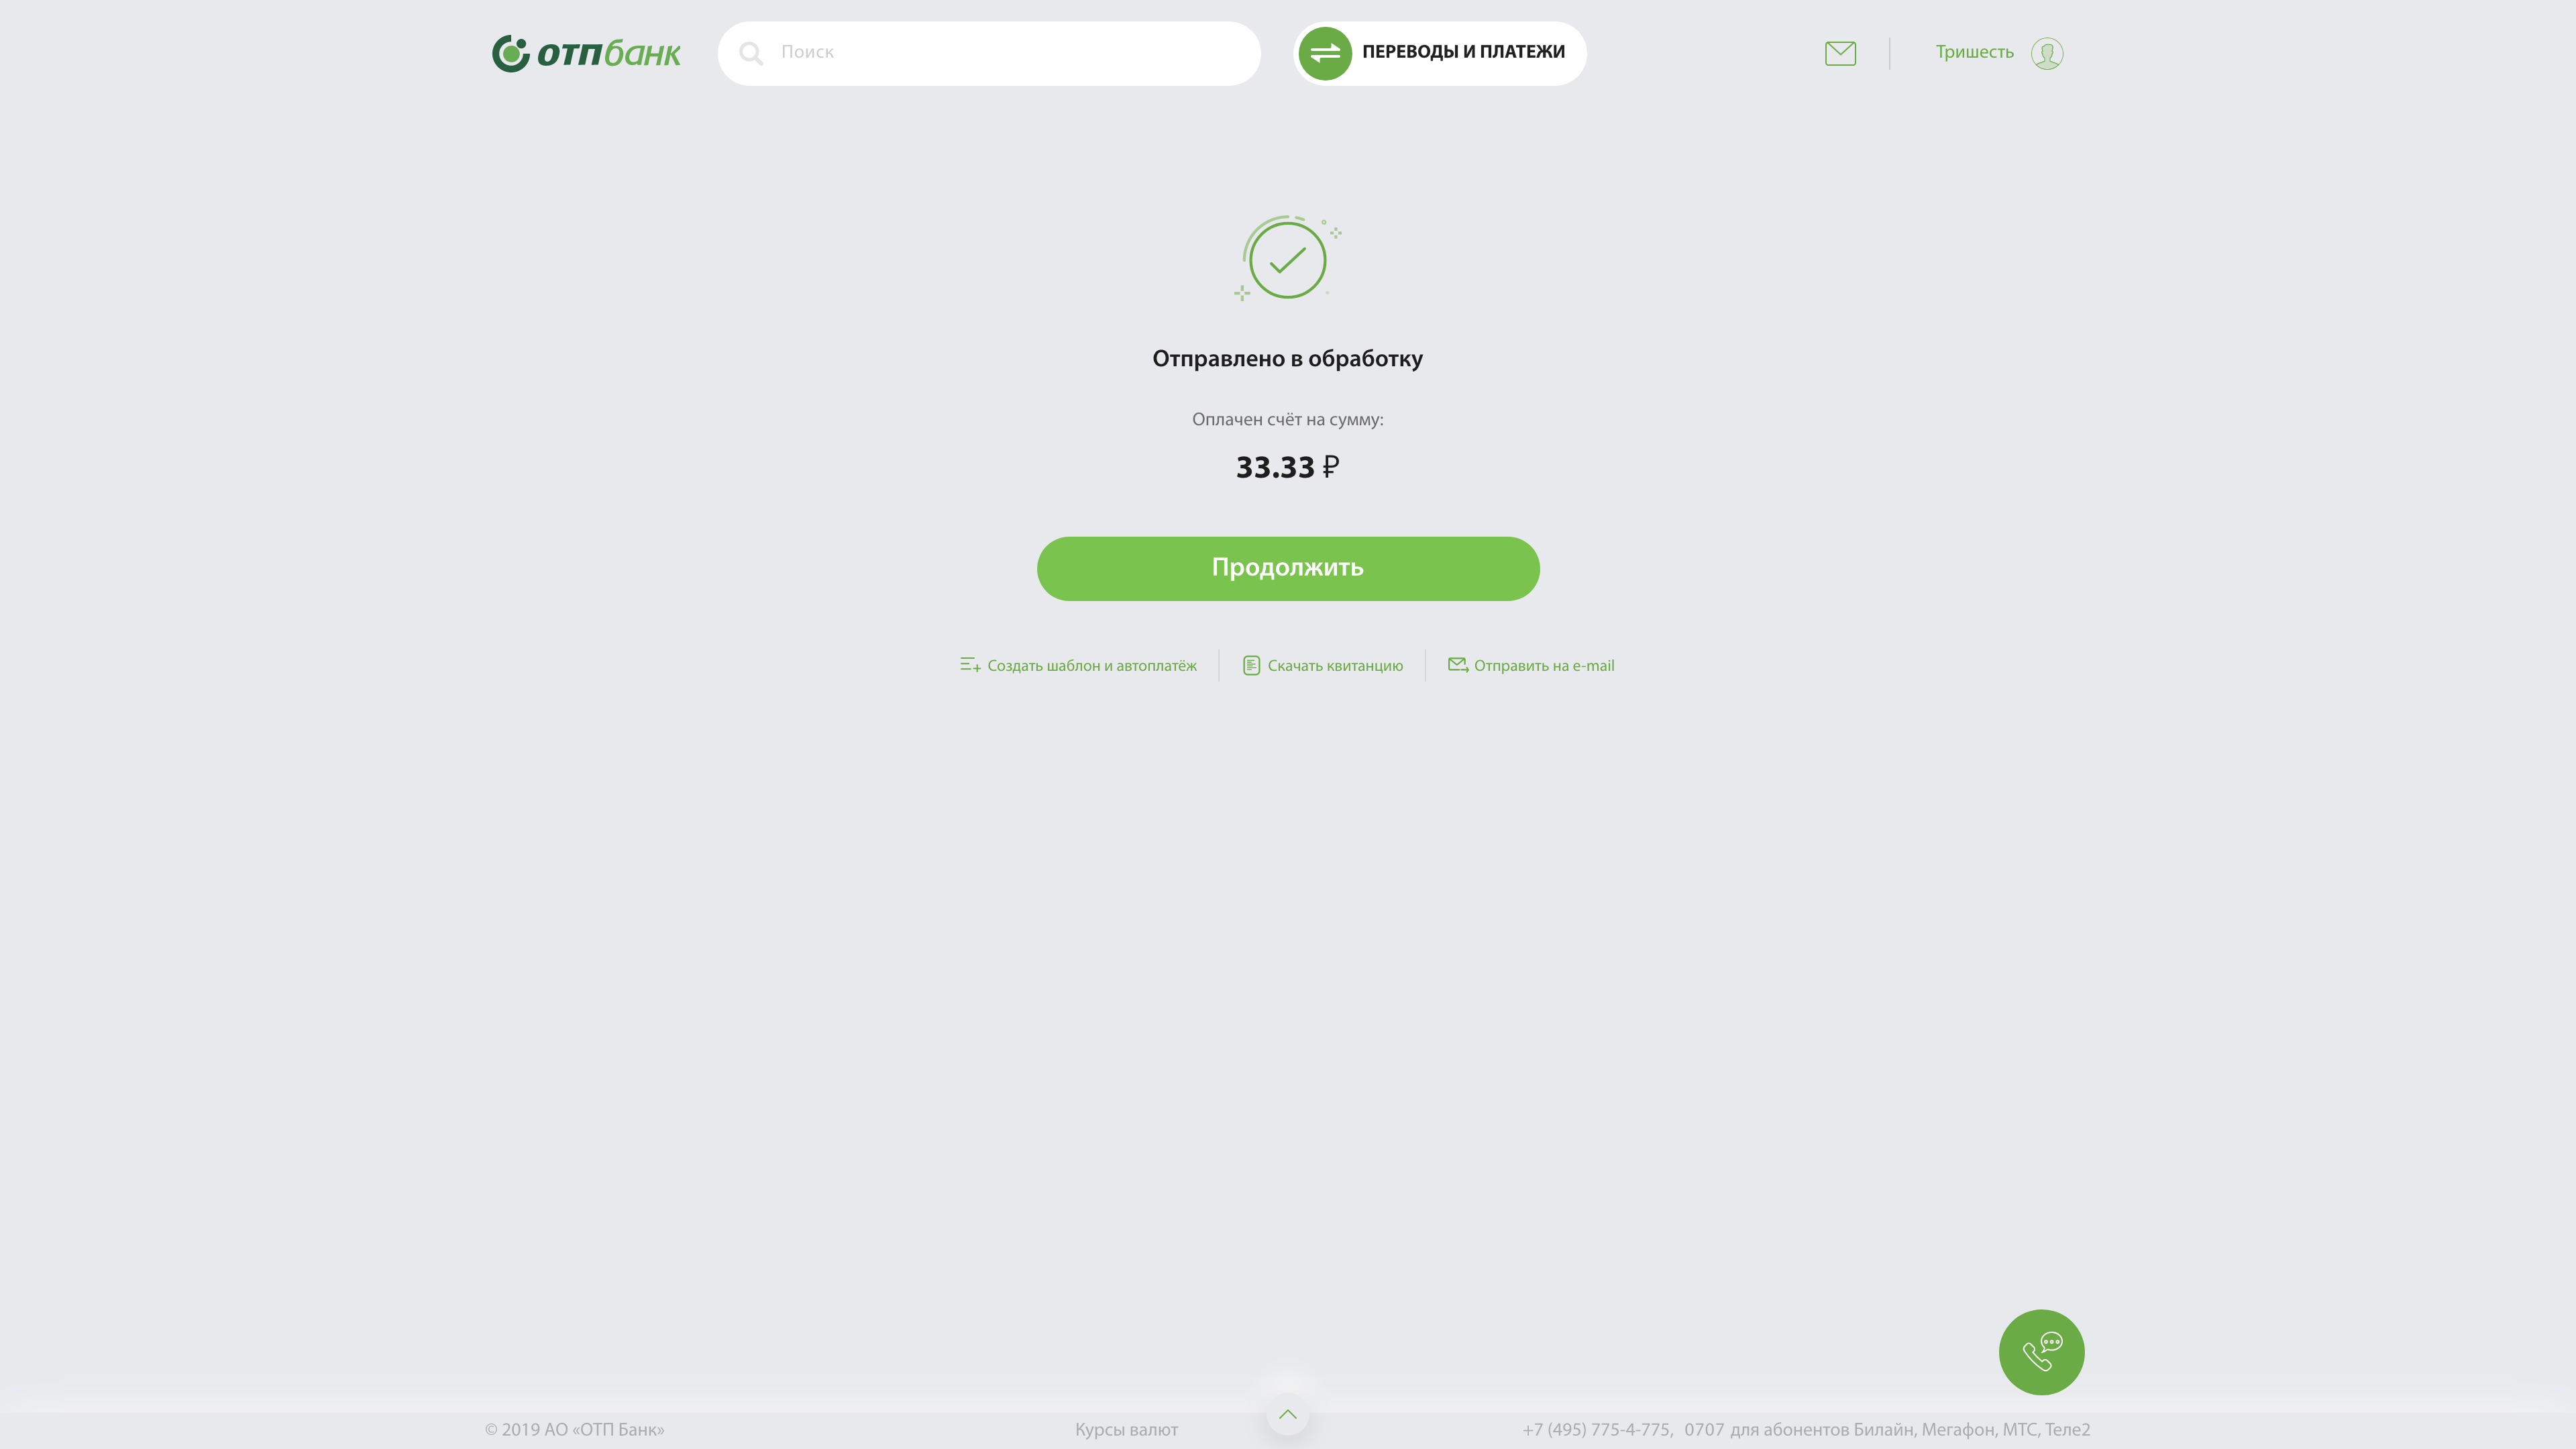 отпбанк
Поиск
ПЕРЕВОДЫ И ПЛАТЕЖИ
Тришесть
Отправлено в обработку
Оплачен счёт на сумму:
33.33 ₽
Продолжить
Создать шаблон и автоплатёж
Скачать квитанцию
Отправить на e-mail
© 2019 АО «ОТП Банк»
Курсы валют
+7 (495) 775-4-775, 0707 для абонентов Билайн, Мегафон, МТС, Теле2